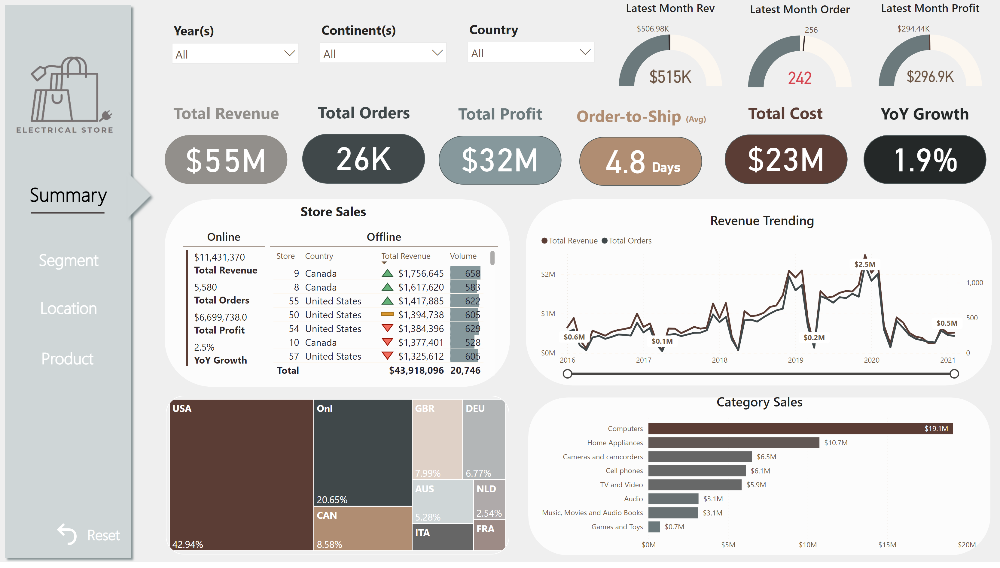 Latest Month Rev
Latest Month Order
Latest Month Profit
Year(s)
Continent(s)
Country
$506.98K
256
$294.44K
All
All
All
$515K
242
$296.9K
ELECTRICAL STORE
Total Revenue
Total Orders
Total Profit
Order-to-Ship (Avg)
Total Cost
YoY Growth
$55M
26K
$32M
4.8 Days
$23M
1.9%
Summary
Segment
Location
Product
Reset
Store Sales
Online
Offline
$11,431,370
Total Revenue
5,580
Total Orders
$6,699,738.0
Total Profit
2.5%
YoY Growth
Store Country Total Revenue Volume
9 Canada $1,756,645 658
8 Canada $1,617,620 583
55 United States $1,417,885 622
50 United States $1,394,738 605
54 United States $1,384,396 629
10 Canada $1,377,401 528
57 United States $1,325,612 605
Total $43,918,096 20,746
Revenue Trending
Total Revenue Total Orders
$2M
$1M
$0M
1,000
500
0
$0.6M
$0.1M
$0.2M
$2.5M
$0.5M
2016 2017 2018 2019 2020 2021
USA
42.94%
Onl
20.65%
CAN
8.58%
GBR
7.99%
DEU
6.77%
AUS
5.28%
NLD
2.54%
ITA
FRA
Category Sales
Computers $19.1M
Home Appliances $10.7M
Cameras and camcorders $6.5M
Cell phones $6.1M
TV and Video $5.9M
Audio $3.1M
Music, Movies and Audio Books $3.1M
Games and Toys $0.7M
$0M $5M $10M $15M $20M